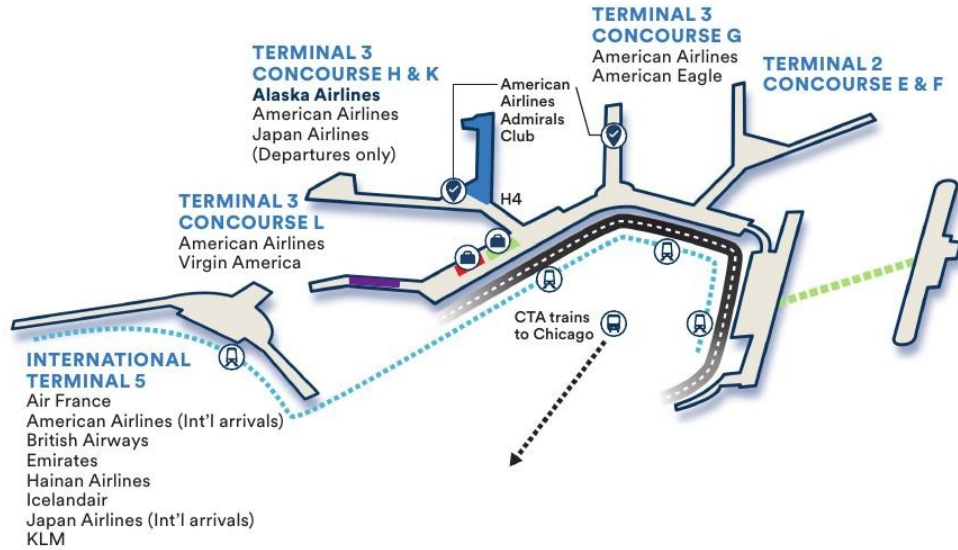 TERMINAL 3
CONCOURSE H & K
Alaska Airlines
American Airlines
Japan Airlines
(Departures only)
American
Airlines
Admirals
Club
TERMINAL 3
CONCOURSE G
American Airlines
American Eagle
TERMINAL 2
CONCOURSE E & F
H4
TERMINAL 3
CONCOURSE L
American Airlines
Virgin America
CTA trains
to Chicago
INTERNATIONAL
TERMINAL 5
Air France
American Airlines (Int'l arrivals)
British Airways
Emirates
Hainan Airlines
Icelandair
Japan Airlines (Int'l arrivals)
KLM